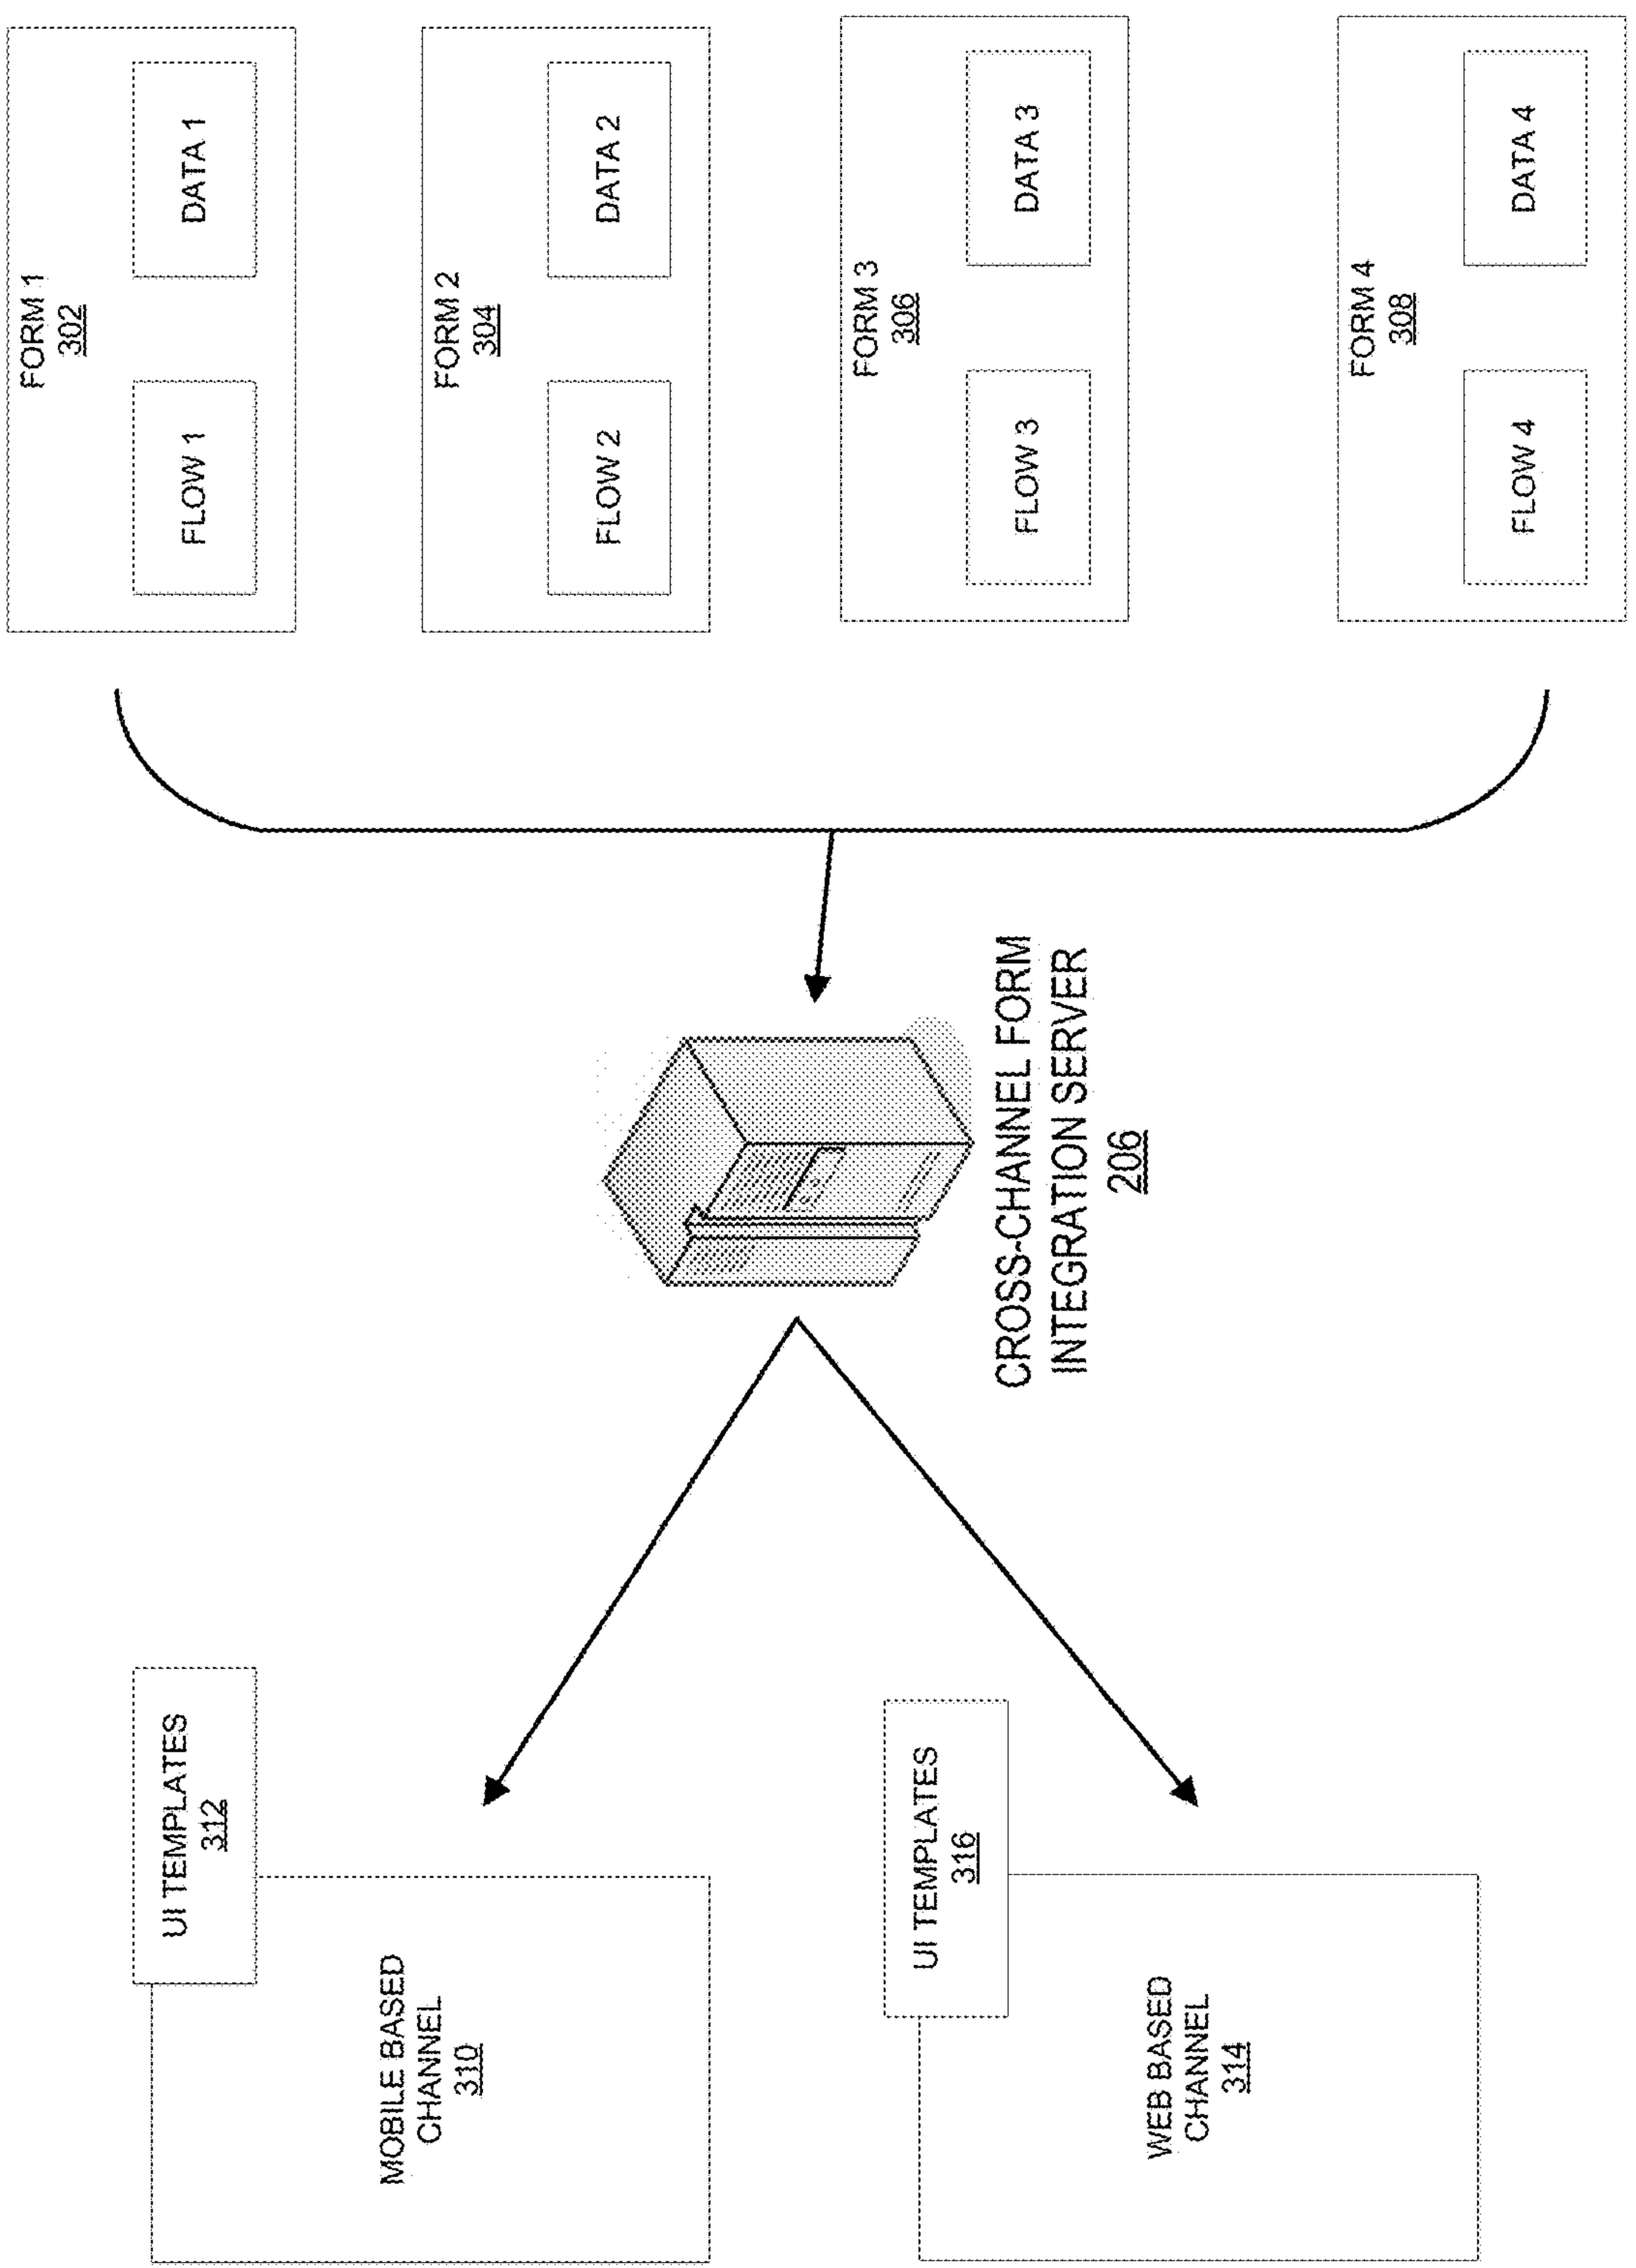 FORM 1
302
FLOW 1
DATA 1
FORM 2
304
FLOW 2
DATA 2
FORM 3
306
FLOW 3
DATA 3
FORM 4
308
FLOW 4
DATA 4
CROSS-CHANNEL FORM
INTEGRATION SERVER
206
UI TEMPLATES
312
MOBILE BASED
CHANNEL
310
UI TEMPLATES
316
WEB BASED
CHANNEL
314